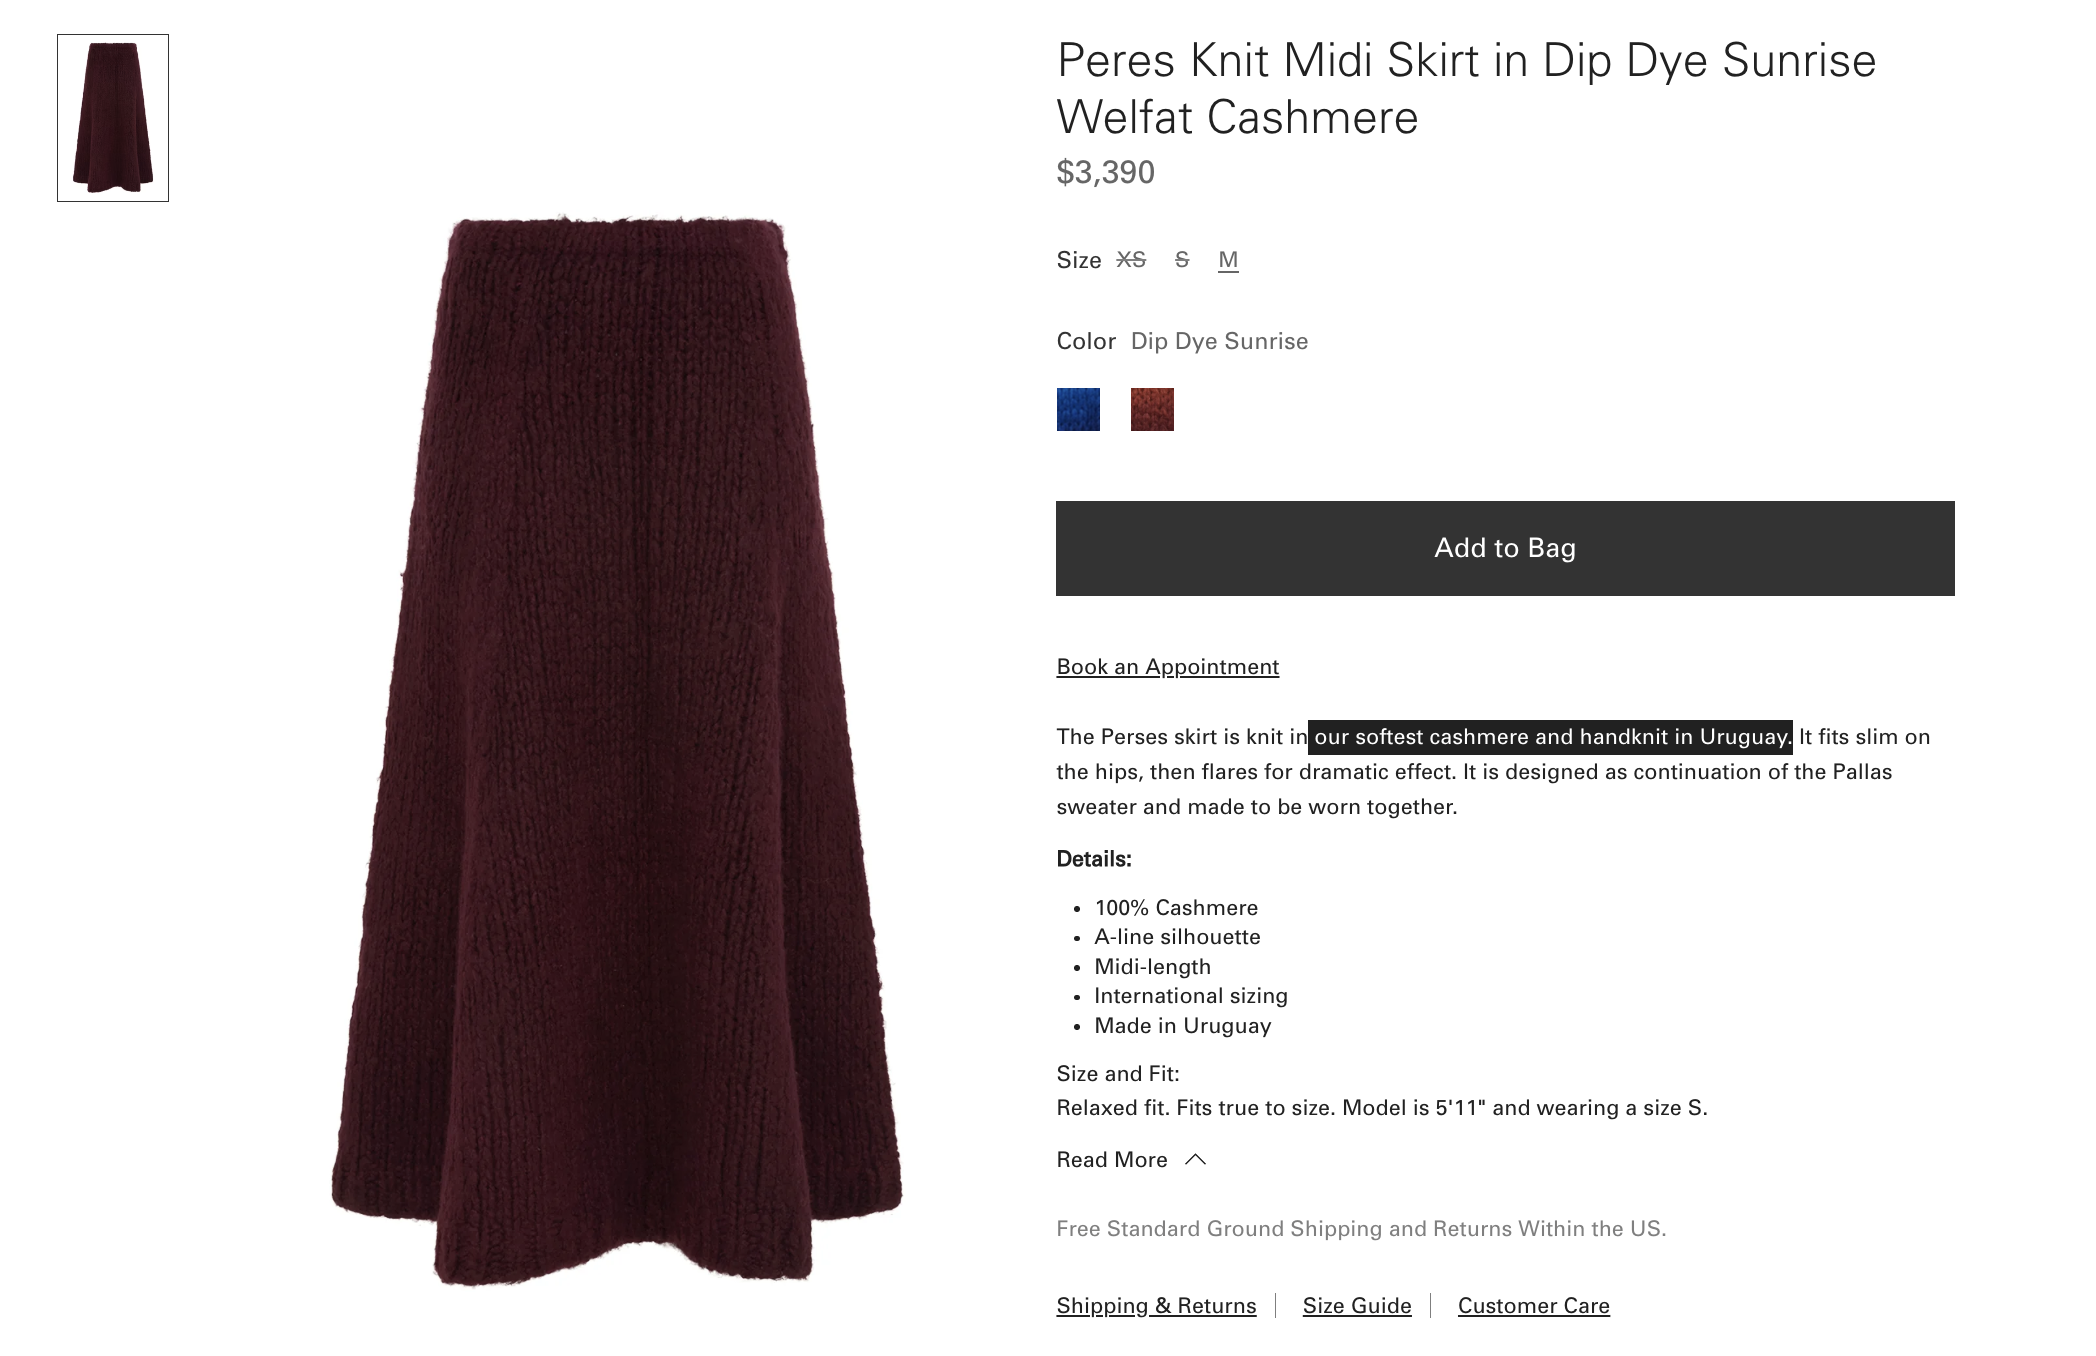 Peres Knit Midi Skirt in Dip Dye Sunrise
Welfat Cashmere
$3,390
Size XS S M
Color Dip Dye Sunrise
Add to Bag
Book an Appointment
The Perses skirt is knit in our softest cashmere and handknit in Uruguay. It fits slim on
the hips, then flares for dramatic effect. It is designed as continuation of the Pallas
sweater and made to be worn together.
Details:
• 100% Cashmere
• A-line silhouette
• Midi-length
• International sizing
• Made in Uruguay
Size and Fit:
Relaxed fit. Fits true to size. Model is 5'11" and wearing a size S.
Read More
Free Standard Ground Shipping and Returns Within the US.
Shipping & Returns | Size Guide | Customer Care